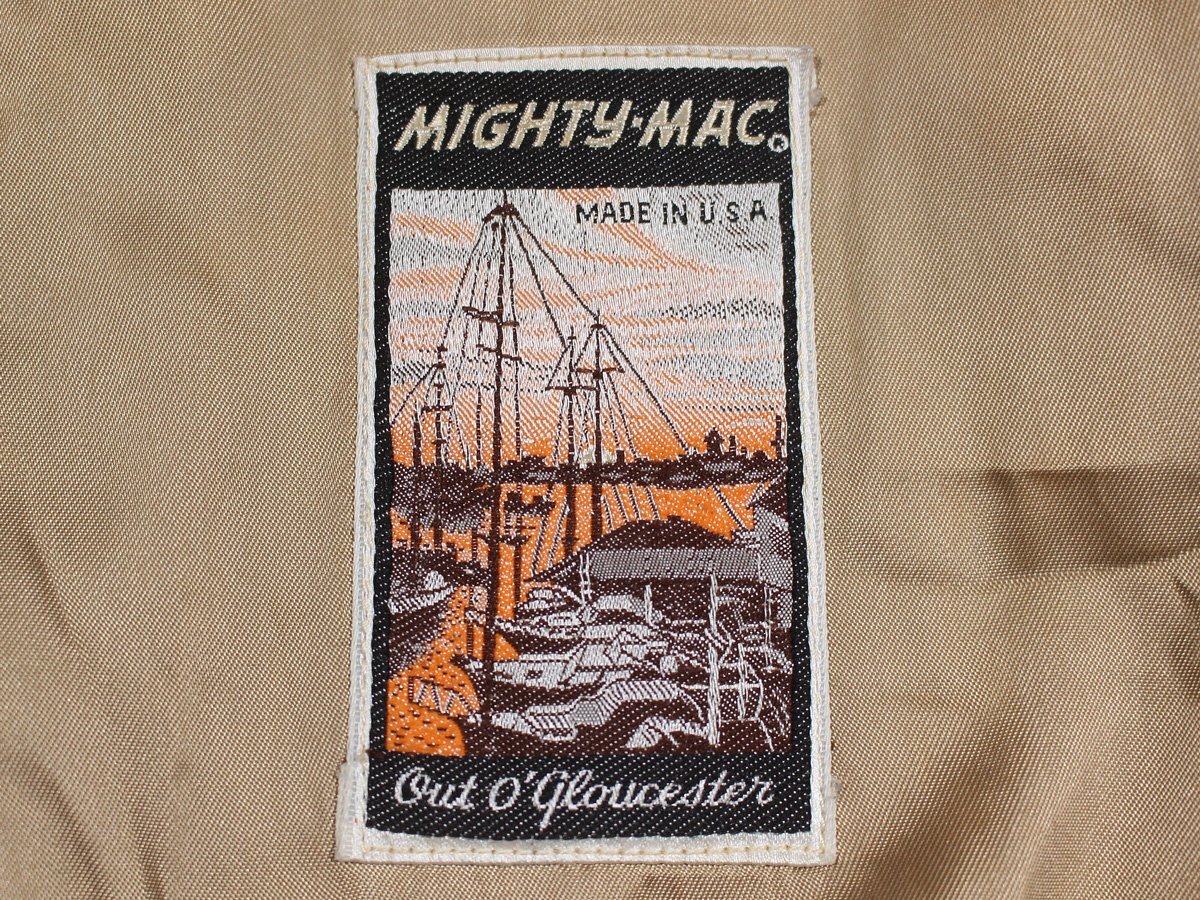 MIGHTY-MAC®
MADE IN U.S.A
Out O' Gloucester